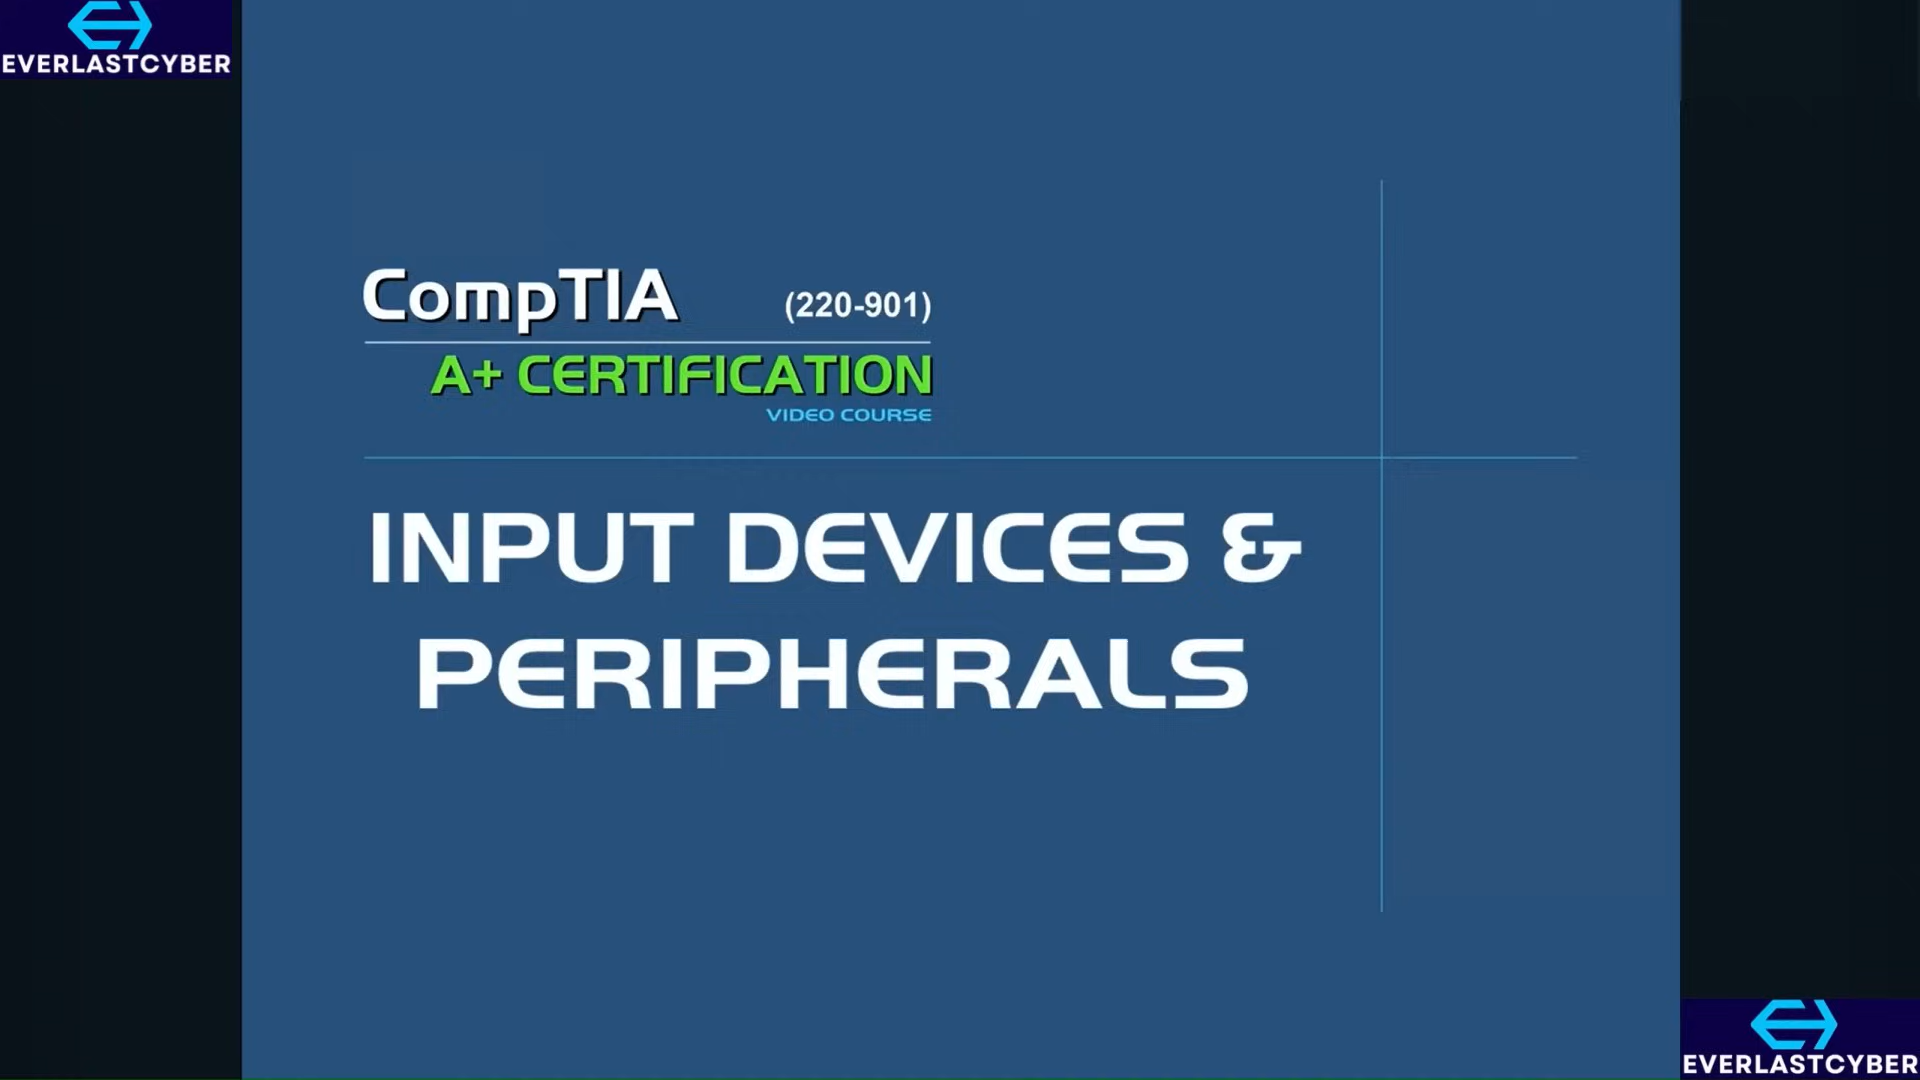 EVERLASTCYBER
CompTIA (220-901)
A+ CERTIFICATION
VIDEO COURSE
INPUT DEVICES &
PERIPHERALS
EVERLASTCYBER